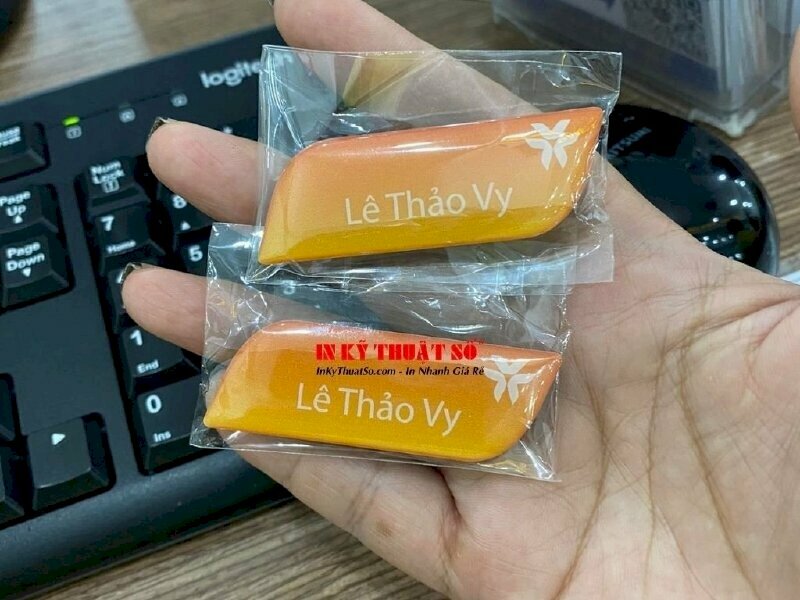 logitech
Num
Lock
Page
Up
Page
Down
7
Home
8
5
1
End
0
Ins
Lê Thảo Vy
IN KỸ THUẬT SỐ
InKyThuatSo.com - In Nhanh Giá Rẻ
Lê Thảo Vy